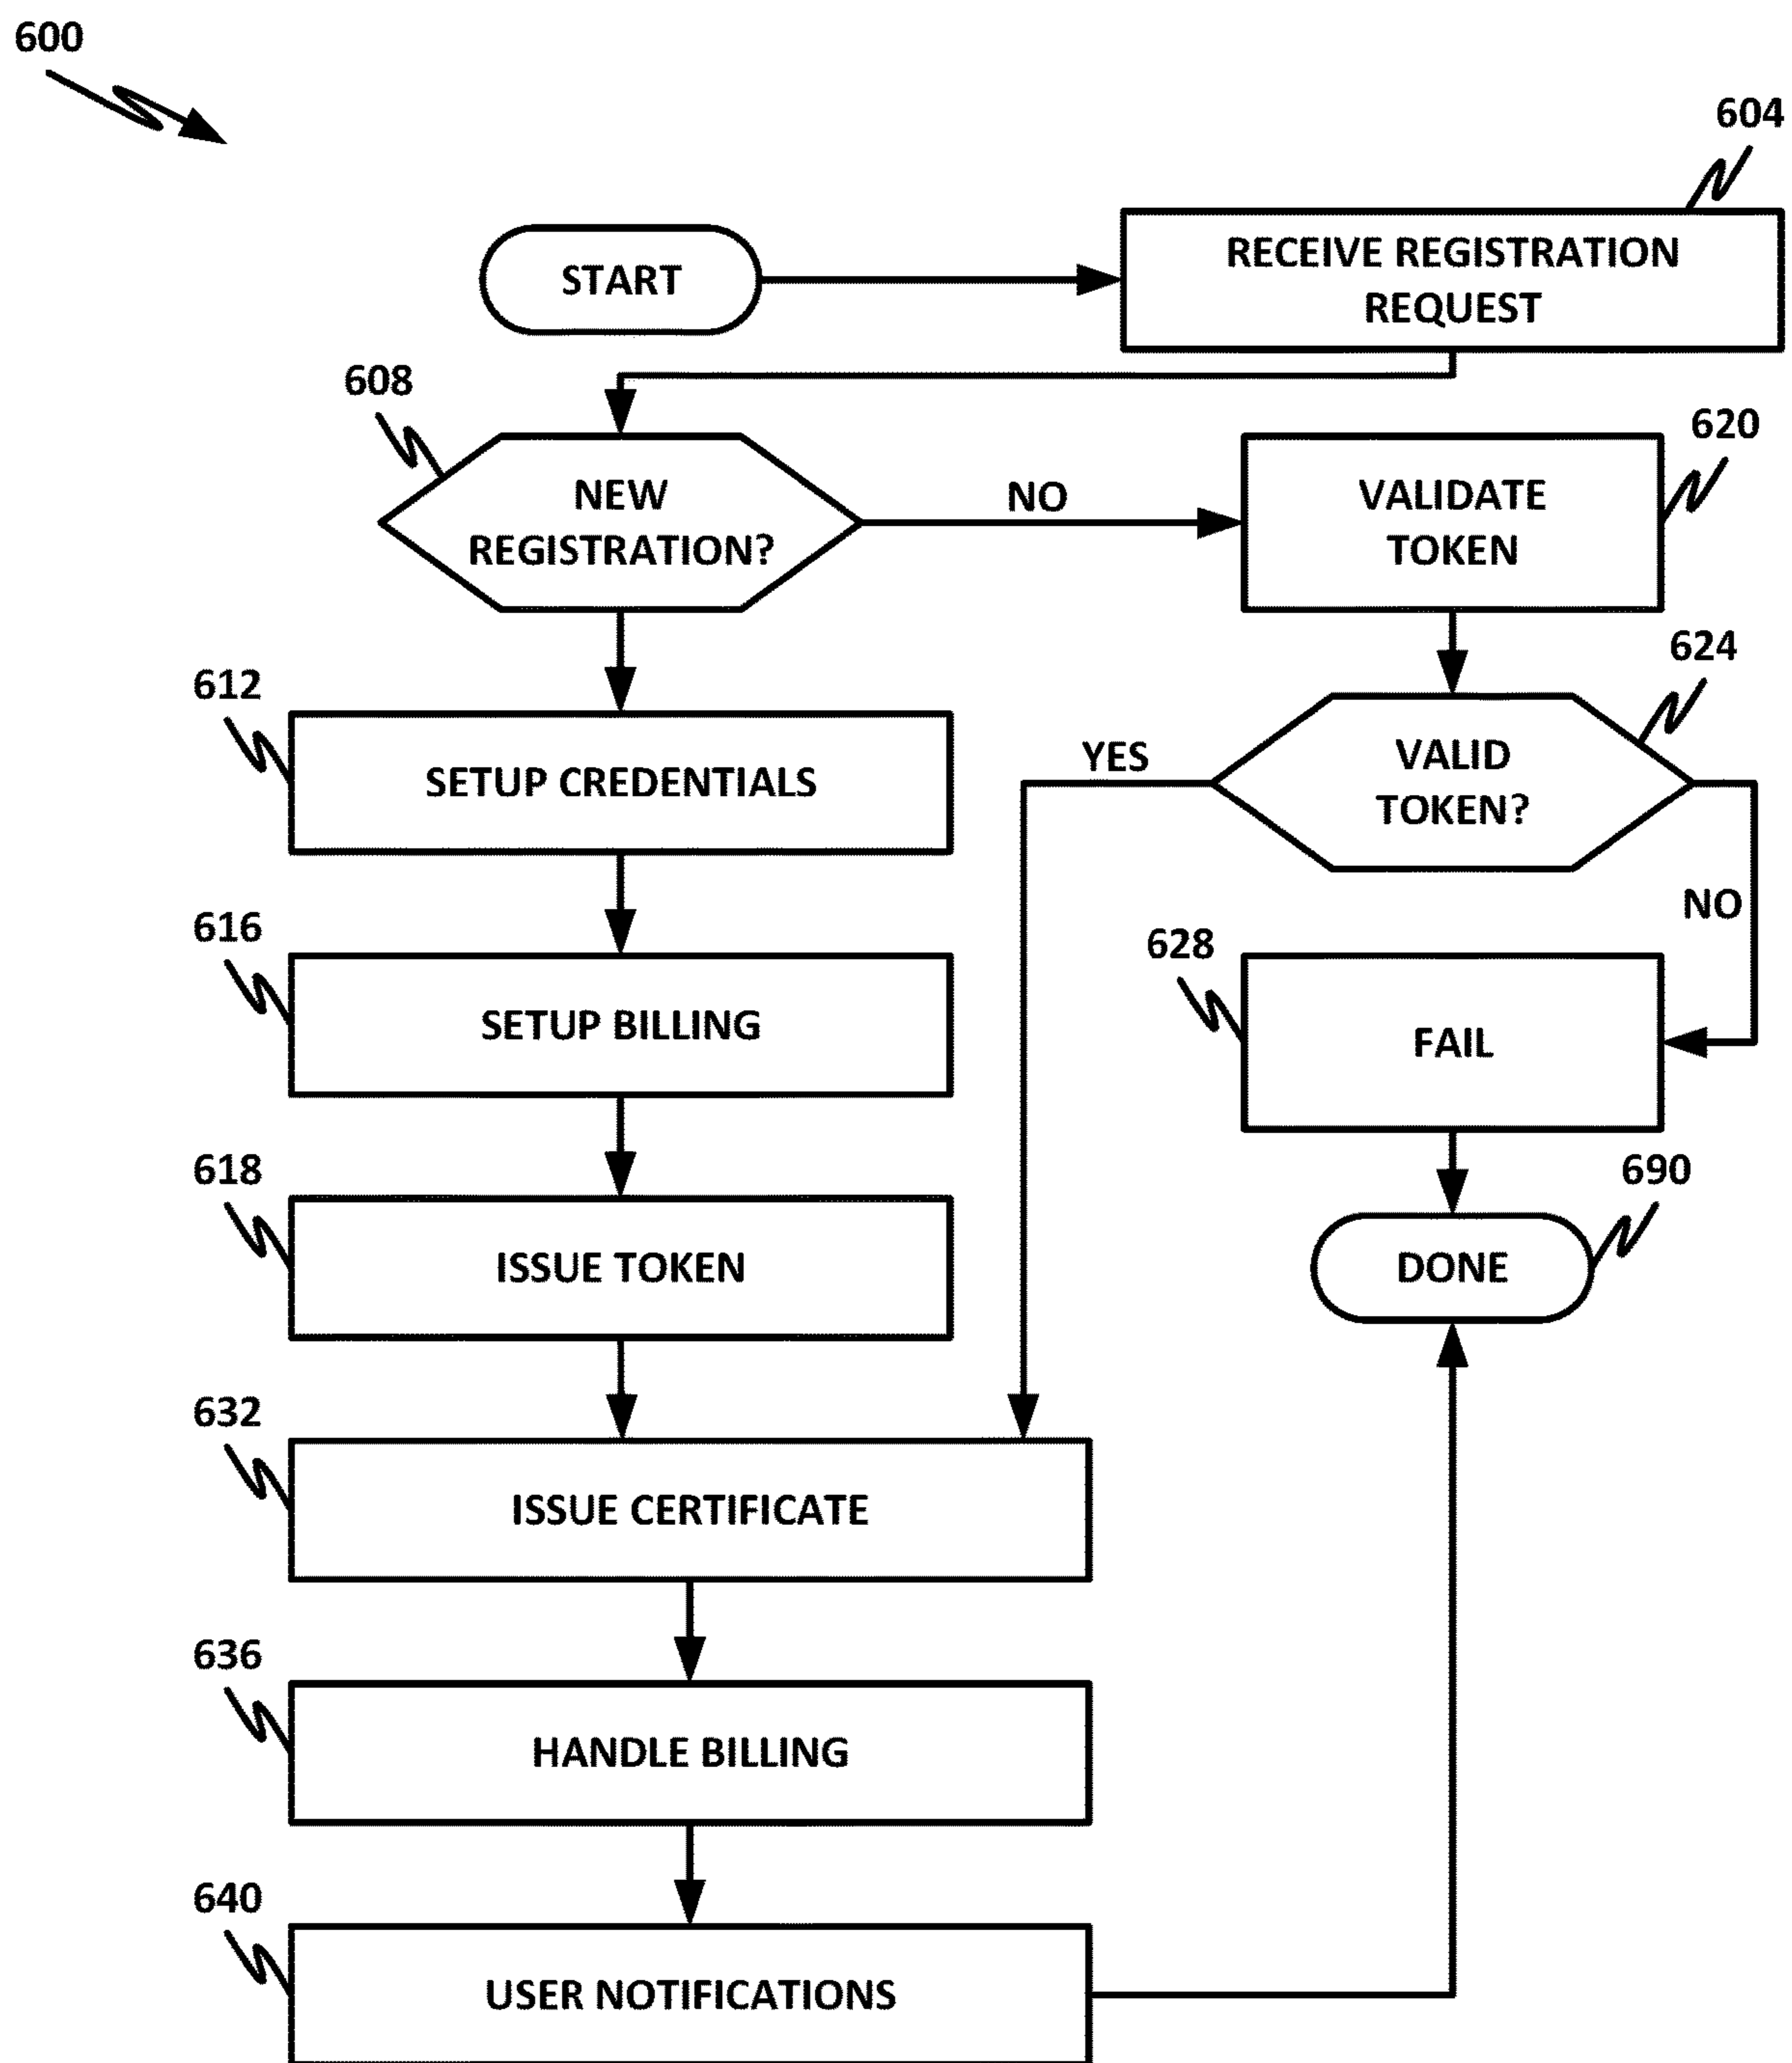 600
604
START
RECEIVE REGISTRATION
REQUEST
608
620
NEW
REGISTRATION?
NO
VALIDATE
TOKEN
624
612
SETUP CREDENTIALS
YES
VALID
TOKEN?
NO
616
628
SETUP BILLING
FAIL
618
690
ISSUE TOKEN
DONE
632
ISSUE CERTIFICATE
636
HANDLE BILLING
640
USER NOTIFICATIONS